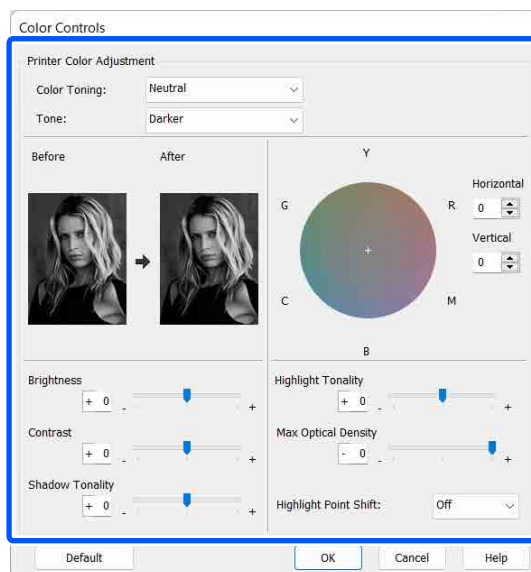 Color Controls
Printer Color Adjustment
Color Toning: Neutral
Tone: Darker
Before After
Y
G R
C M
B
Horizontal
0
Vertical
0
Brightness
+ 0 - +
Contrast
+ 0 - +
Shadow Tonality
+ 0 - +
Highlight Tonality
+ 0 - +
Max Optical Density
- 0 - +
Highlight Point Shift: Off
Default OK Cancel Help